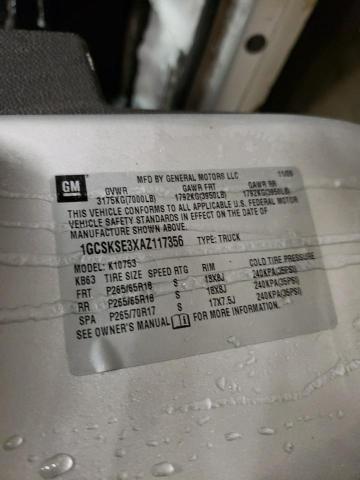 GM
MFD BY GENERAL MOTORS LLC 11/09
GVWR GAWR FRT GAWR RR
3175KG(7000LB) 1792KG(3950LB) 1792KG(3950LB)
THIS VEHICLE CONFORMS TO ALL APPLICABLE U.S. FEDERAL MOTOR
VEHICLE SAFETY STANDARDS IN EFFECT ON THE DATE OF
MANUFACTURE SHOWN ABOVE.
1GCSKSE3XAZ117356 TYPE: TRUCK
MODEL: K10753
KB63 TIRE SIZE SPEED RTG RIM COLD TIRE PRESSURE
FRT P265/65R18 S 18X8J 240KPA(35PSI)
RR P265/65R18 S 18X8J 240KPA(35PSI)
SPA P265/70R17 S 17X7.5J 240KPA(35PSI)
SEE OWNER'S MANUAL FOR MORE INFORMATION.